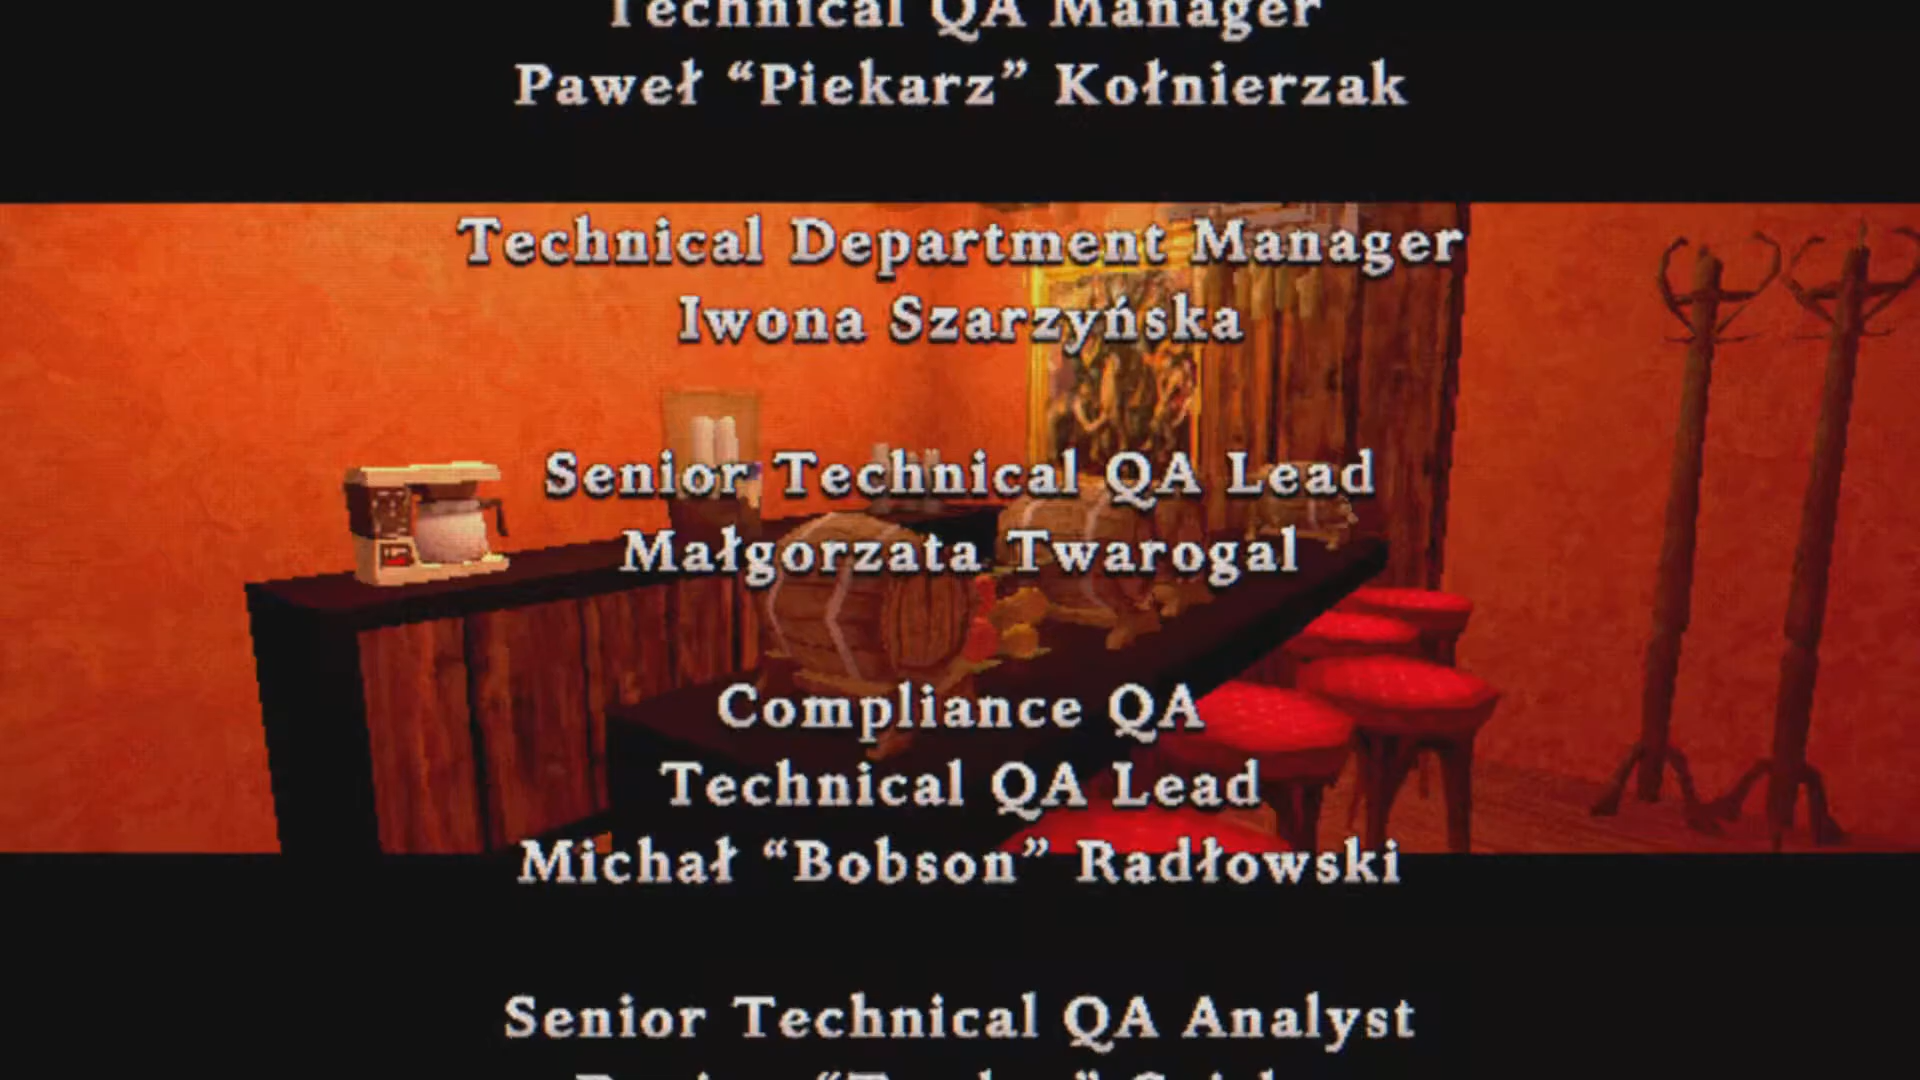 Technical QA Manager
Paweł “Piekarz” Kołnierzak
Technical Department Manager
Iwona Szarzyńska
Senior Technical QA Lead
Małgorzata Twarogal
Compliance QA
Technical QA Lead
Michał “Bobson” Radłowski
Senior Technical QA Analyst